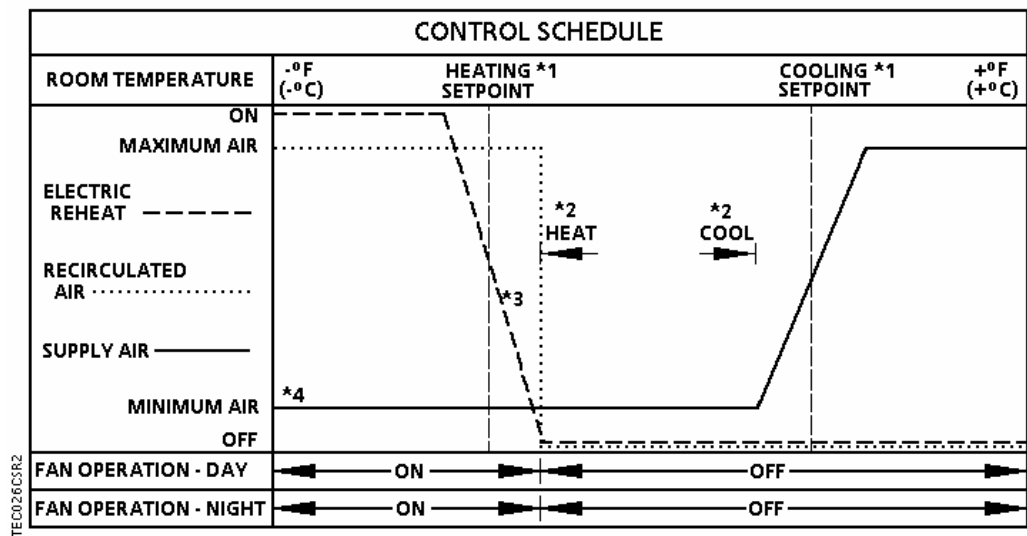 CONTROL SCHEDULE
ROOM TEMPERATURE
-°F
(-°C)
HEATING *1
SETPOINT
COOLING *1
SETPOINT
+°F
(+°C)
ON
MAXIMUM AIR
ELECTRIC
REHEAT
*2
HEAT
*2
COOL
RECIRCULATED
AIR
*3
SUPPLY AIR
*4
MINIMUM AIR
OFF
FAN OPERATION - DAY
ON
OFF
FAN OPERATION - NIGHT
ON
OFF
TEC026CSR2